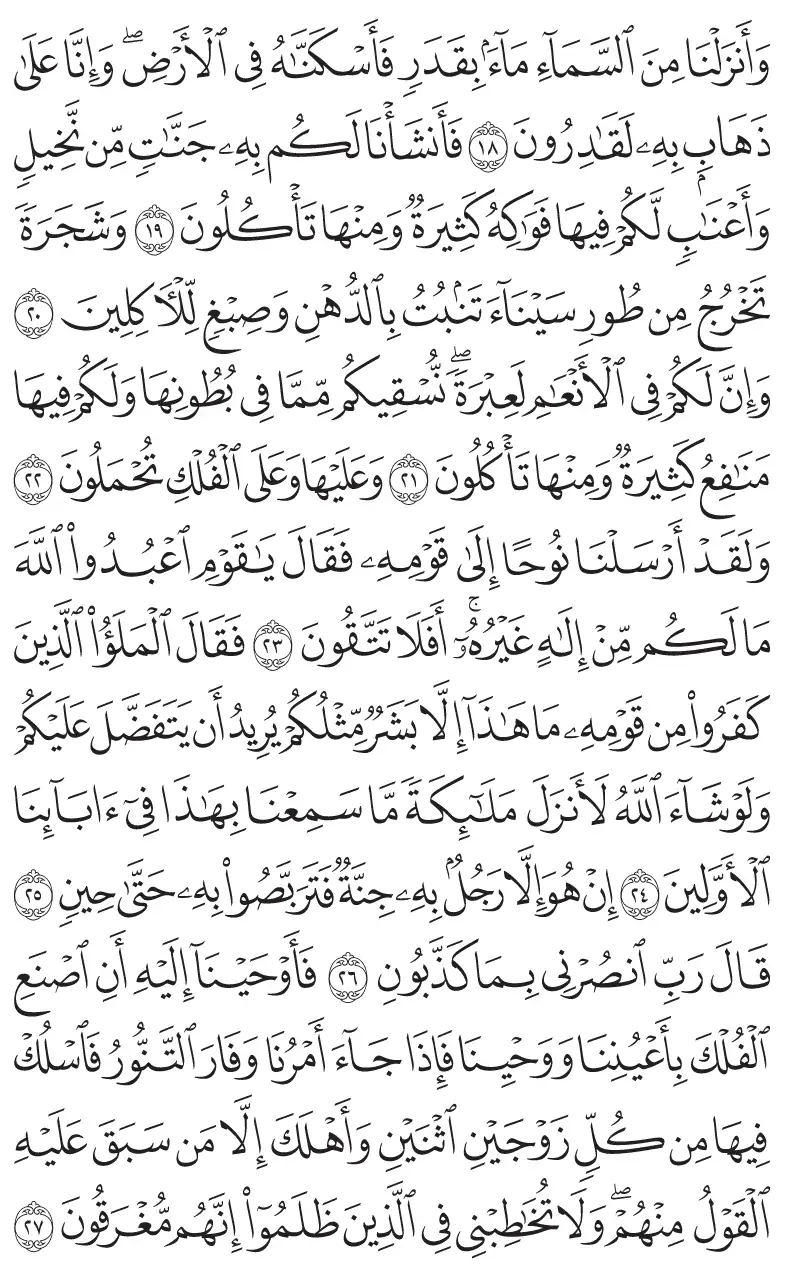 وَأَنزَلْنَا مِنَ ٱلسَّمَآءِ مَآءَۢ بِقَدَرٍ فَأَسْكَنَّٰهُ فِى ٱلْأَرْضِۖ وَإِنَّا عَلَىٰ
ذَهَابٍۭ بِهِۦ لَقَٰدِرُونَ ١٨ فَأَنشَأْنَا لَكُم بِهِۦ جَنَّٰتٍ مِّن نَّخِيلٍ
وَأَعْنَٰبٍ لَّكُمْ فِيهَا فَوَٰكِهُ كَثِيرَةٌ وَمِنْهَا تَأْكُلُونَ ١٩ وَشَجَرَةً
تَخْرُجُ مِن طُورِ سَيْنَآءَ تَنۢبُتُ بِٱلدُّهْنِ وَصِبْغٍ لِّلْـَٔاكِلِينَ ٢٠
وَإِنَّ لَكُمْ فِى ٱلْأَنْعَٰمِ لَعِبْرَةًۖ نُّسْقِيكُم مِّمَّا فِى بُطُونِهَا وَلَكُمْ فِيهَا
مَنَٰفِعُ كَثِيرَةٌ وَمِنْهَا تَأْكُلُونَ ٢١ وَعَلَيْهَا وَعَلَى ٱلْفُلْكِ تُحْمَلُونَ ٢٢
وَلَقَدْ أَرْسَلْنَا نُوحًا إِلَىٰ قَوْمِهِۦ فَقَالَ يَٰقَوْمِ ٱعْبُدُوا۟ ٱللَّهَ
مَا لَكُم مِّنْ إِلَٰهٍ غَيْرُهُۥٓۚ أَفَلَا تَتَّقُونَ ٢٣ فَقَالَ ٱلْمَلَؤُا۟ ٱلَّذِينَ
كَفَرُوا۟ مِن قَوْمِهِۦ مَا هَٰذَآ إِلَّا بَشَرٌ مِّثْلُكُمْ يُرِيدُ أَن يَتَفَضَّلَ عَلَيْكُمْ
وَلَوْ شَآءَ ٱللَّهُ لَأَنزَلَ مَلَٰٓئِكَةً مَّا سَمِعْنَا بِهَٰذَا فِىٓ ءَابَآئِنَا
ٱلْأَوَّلِينَ ٢٤ إِنْ هُوَ إِلَّا رَجُلٌۢ بِهِۦ جِنَّةٌ فَتَرَبَّصُوا۟ بِهِۦ حَتَّىٰ حِينٍ ٢٥
قَالَ رَبِّ ٱنصُرْنِى بِمَا كَذَّبُونِ ٢٦ فَأَوْحَيْنَآ إِلَيْهِ أَنِ ٱصْنَعِ
ٱلْفُلْكَ بِأَعْيُنِنَا وَوَحْيِنَا فَإِذَا جَآءَ أَمْرُنَا وَفَارَ ٱلتَّنُّورُ فَٱسْلُكْ
فِيهَا مِن كُلٍّ زَوْجَيْنِ ٱثْنَيْنِ وَأَهْلَكَ إِلَّا مَن سَبَقَ عَلَيْهِ
ٱلْقَوْلُ مِنْهُمْۖ وَلَا تُخَٰطِبْنِى فِى ٱلَّذِينَ ظَلَمُوٓا۟ إِنَّهُم مُّغْرَقُونَ ٢٧